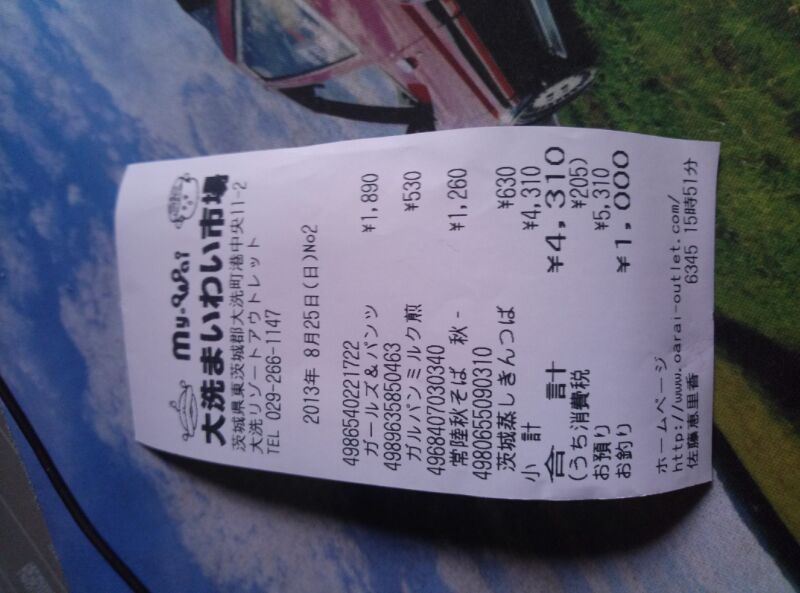 my-wai
大洗まいわい市場
茨城県東茨城郡大洗町港中央11-2
大洗リゾートアウトレット
TEL 029-266-1147
2013年 8月25日(日)No2
4986540221722
ガールズ&パンツ ¥1,890
4989635850463
ガルパンミルク煎 ¥530
4968407030340
常陸秋そば 秋- ¥1,260
4980655090310
茨城蒸しきんつば ¥630
小 計 ¥4,310
合 計 ¥4,310
(うち消費税 ¥205)
お預り ¥5,310
お釣り ¥1,000
ホームページ
http://www.oarai-outlet.com/
佐藤恵里香 6345 15時51分